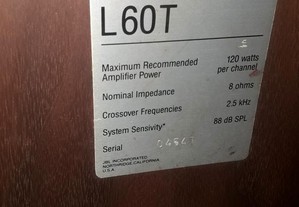 L60T
Maximum Recommended Amplifier Power 120 watts per channel
Nominal Impedance 8 ohms
Crossover Frequencies 2.5 kHz
System Sensivity* 88 dB SPL
Serial
JBL INCORPORATED
NORTHRIDGE, CALIFORNIA
U.S.A.